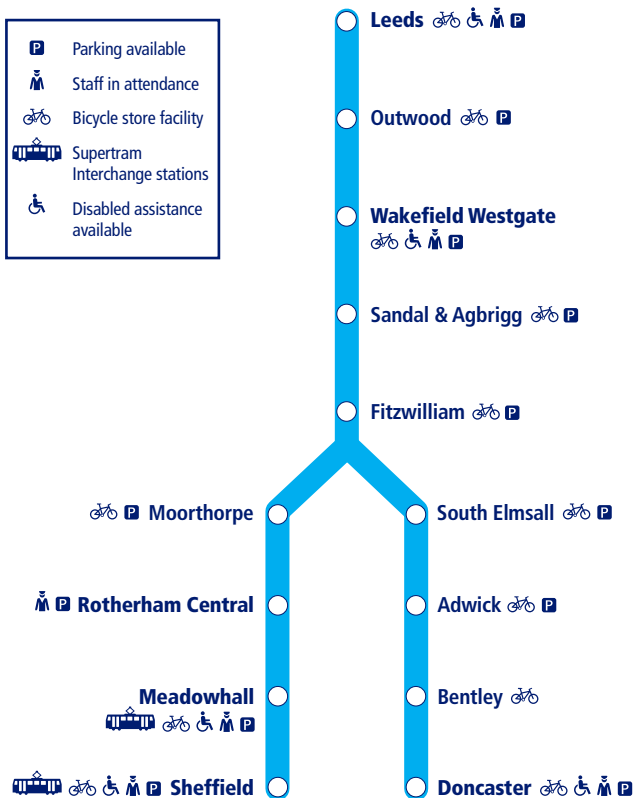 P Parking available
Staff in attendance
Bicycle store facility
Supertram
Interchange stations
Disabled assistance
available
Leeds P
Outwood P
Wakefield Westgate
P
Sandal & Agbrigg P
Fitzwilliam P
P Moorthorpe
South Elmsall P
P Rotherham Central
Adwick P
Meadowhall
P
Bentley
P Sheffield
Doncaster P